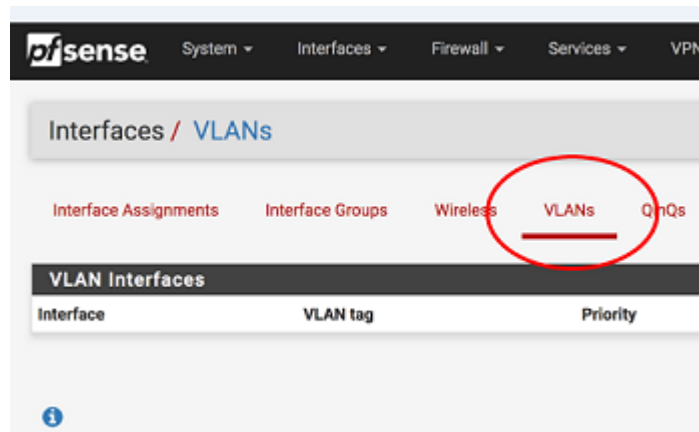 pfsense System Interfaces Firewall Services VPN
Interfaces / VLANs
Interface Assignments Interface Groups Wireless VLANs QinQs
VLAN Interfaces
Interface VLAN tag Priority